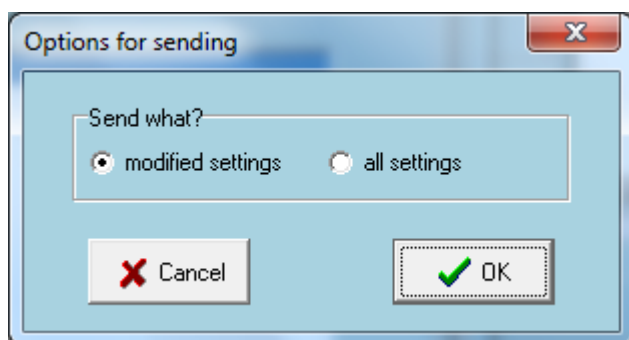 Options for sending
Send what?
modified settings all settings
Cancel OK